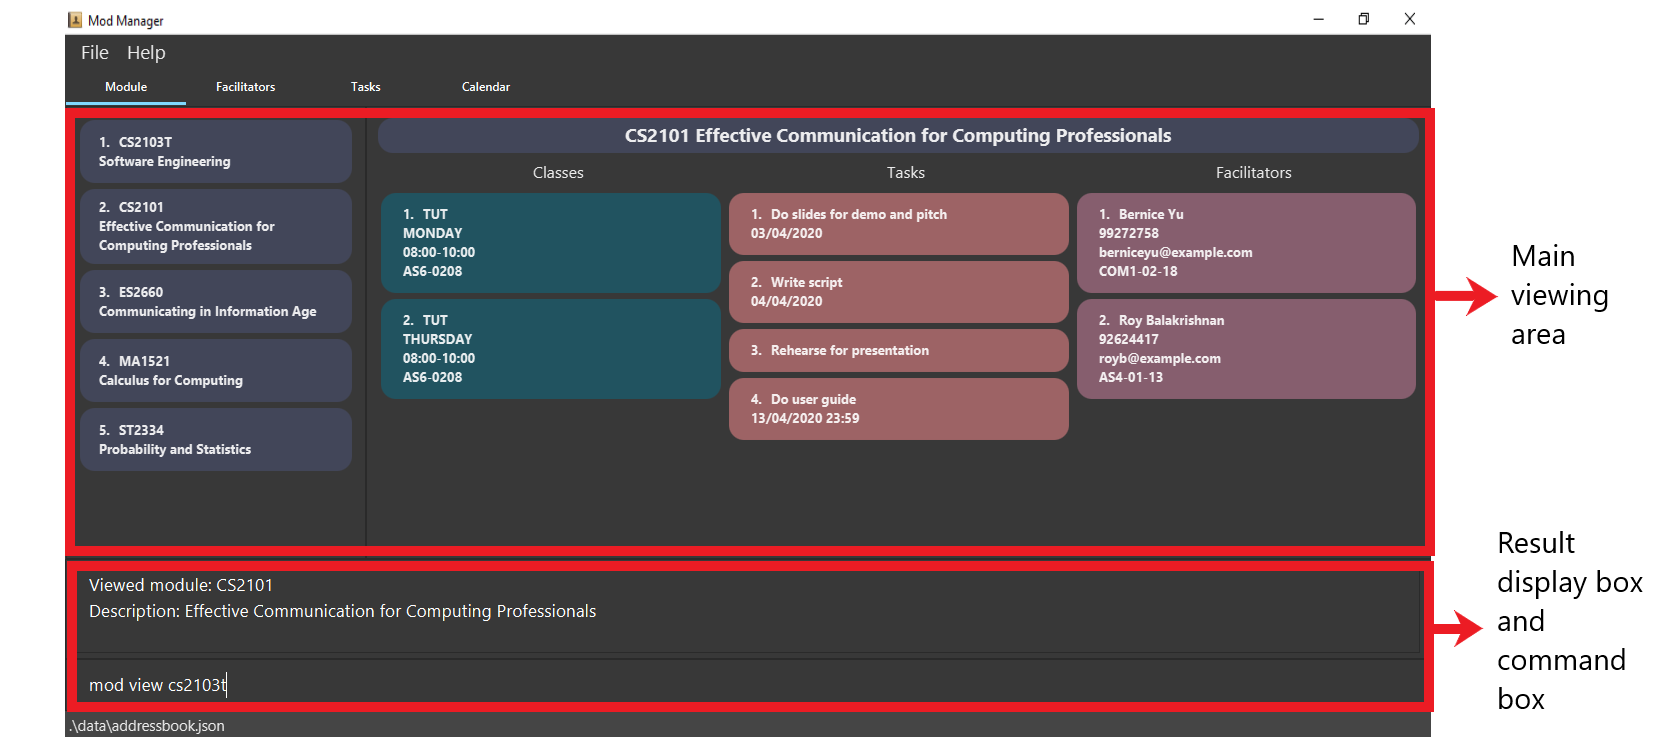 Mod Manager
File Help
Module Facilitators Tasks Calendar
1. CS2103T
Software Engineering
2. CS2101
Effective Communication for
Computing Professionals
3. ES2660
Communicating in Information Age
4. MA1521
Calculus for Computing
5. ST2334
Probability and Statistics
CS2101 Effective Communication for Computing Professionals
Classes
1. TUT
MONDAY
08:00-10:00
AS6-0208
2. TUT
THURSDAY
08:00-10:00
AS6-0208
Tasks
1. Do slides for demo and pitch
03/04/2020
2. Write script
04/04/2020
3. Rehearse for presentation
4. Do user guide
13/04/2020 23:59
Facilitators
1. Bernice Yu
99272758
berniceyu@example.com
COM1-02-18
2. Roy Balakrishnan
92624417
royb@example.com
AS4-01-13
Main
viewing
area
Viewed module: CS2101
Description: Effective Communication for Computing Professionals
mod view cs2103t
Result
display box
and
command
box
.\data\addressbook.json